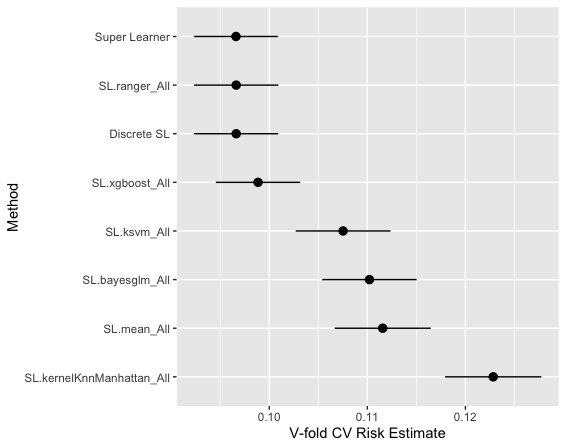 Super Learner
SL.ranger_All
Discrete SL
SL.xgboost_All
SL.ksvm_All
SL.bayesglm_All
SL.mean_All
SL.kernelKnnManhattan_All
Method
0.10 0.11 0.12
V-fold CV Risk Estimate